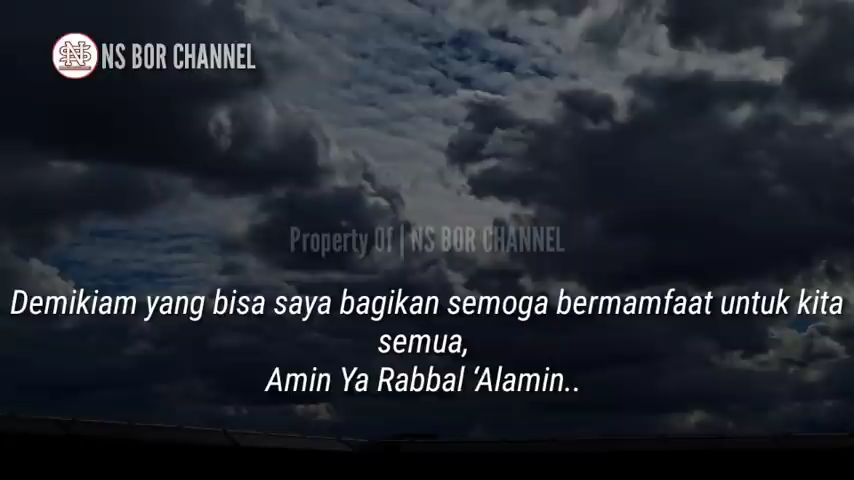 NS BOR CHANNEL
Property Of | NS BOR CHANNEL
Demikiam yang bisa saya bagikan semoga bermamfaat untuk kita
semua,
Amin Ya Rabbal ‘Alamin..